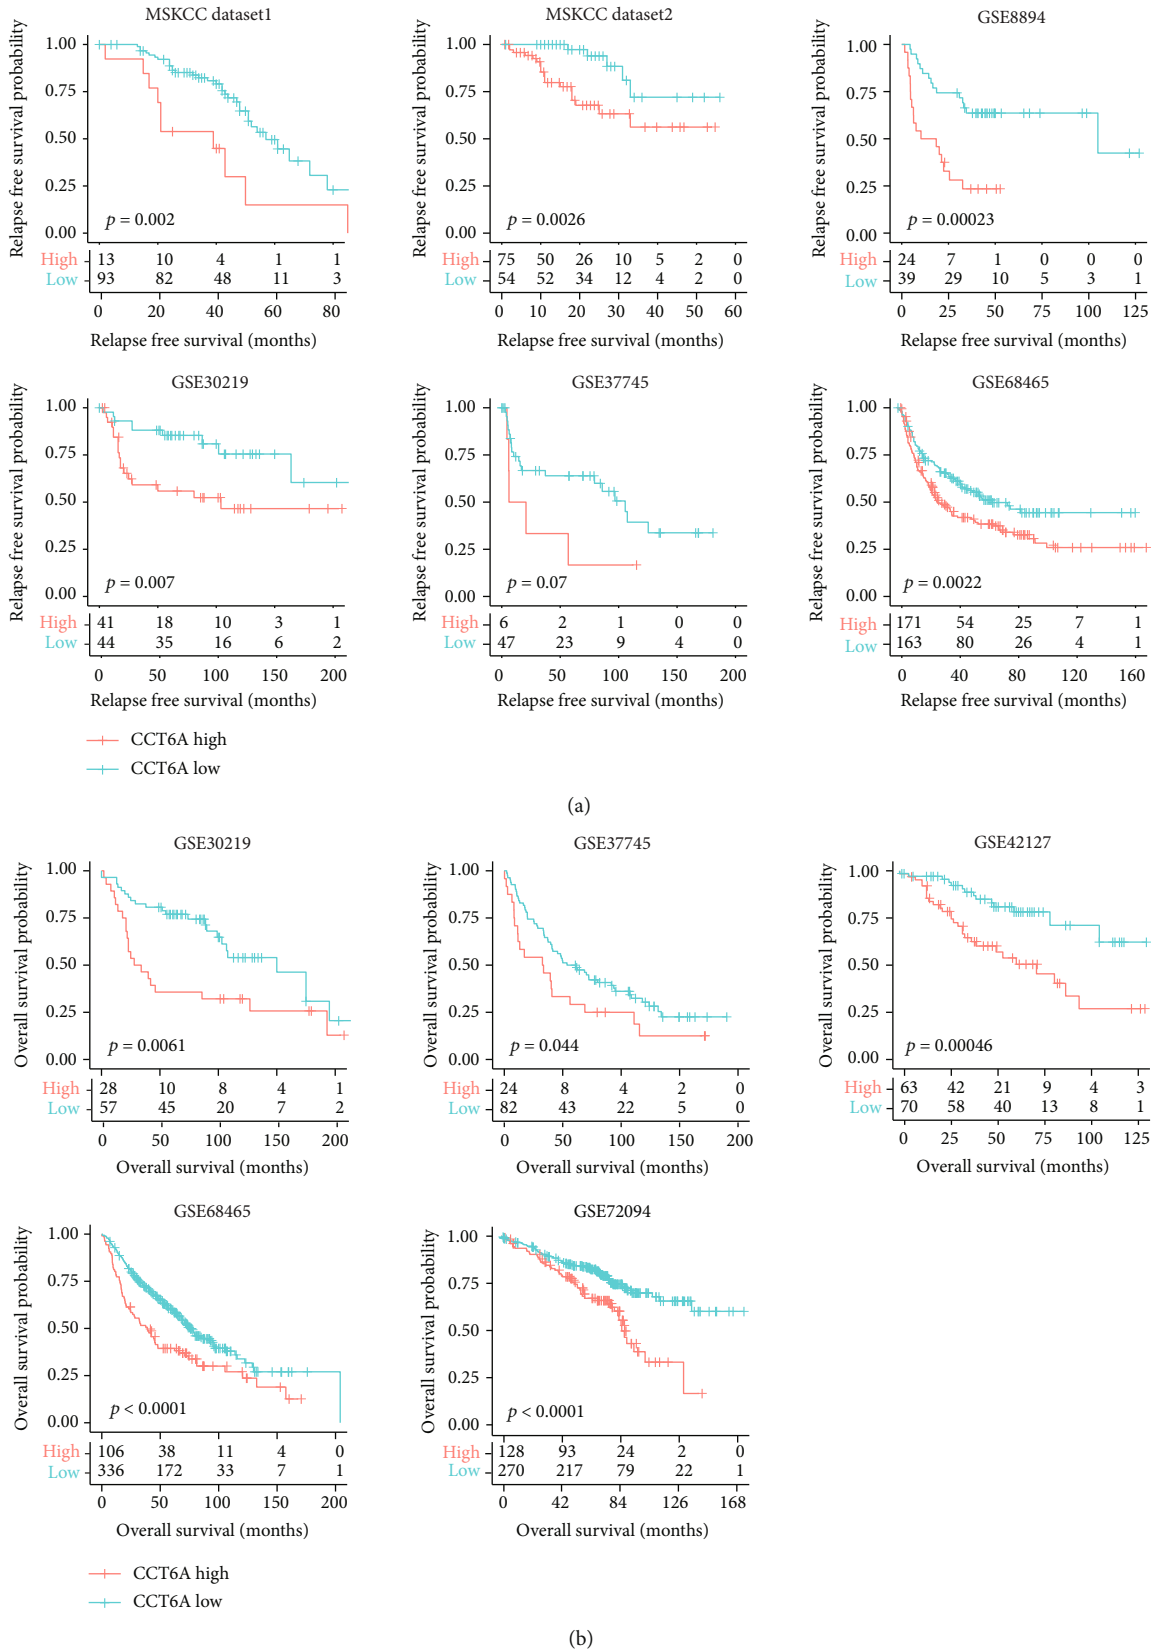 MSKCC dataset1
Relapse free survival probability
1.00
0.75
0.50
0.25
0.00
p = 0.002
High 13 10 4 1 1
Low 93 82 48 11 3
0 20 40 60 80
Relapse free survival (months)
MSKCC dataset2
Relapse free survival probability
1.00
0.75
0.50
0.25
0.00
p = 0.0026
High 75 50 26 10 5 2 0
Low 54 52 34 12 4 2 0
0 10 20 30 40 50 60
Relapse free survival (months)
GSE8894
Relapse free survival probability
1.00
0.75
0.50
0.25
0.00
p = 0.00023
High 24 7 1 0 0 0
Low 39 29 10 5 3 1
0 25 50 75 100 125
Relapse free survival (months)
GSE30219
Relapse free survival probability
1.00
0.75
0.50
0.25
0.00
p = 0.007
High 41 18 10 3 1
Low 44 35 16 6 2
0 50 100 150 200
Relapse free survival (months)
GSE37745
Relapse free survival probability
1.00
0.75
0.50
0.25
0.00
p = 0.07
High 6 2 1 0 0
Low 47 23 9 4 0
0 50 100 150 200
Relapse free survival (months)
GSE68465
Relapse free survival probability
1.00
0.75
0.50
0.25
0.00
p = 0.0022
High 171 54 25 7 1
Low 163 80 26 4 1
0 40 80 120 160
Relapse free survival (months)
CCT6A high
CCT6A low
(a)
GSE30219
Overall survival probability
1.00
0.75
0.50
0.25
0.00
p = 0.0061
High 28 10 8 4 1
Low 57 45 20 7 2
0 50 100 150 200
Overall survival (months)
GSE37745
Overall survival probability
1.00
0.75
0.50
0.25
0.00
p = 0.044
High 24 8 4 2 0
Low 82 43 22 5 0
0 50 100 150 200
Overall survival (months)
GSE42127
Overall survival probability
1.00
0.75
0.50
0.25
0.00
p = 0.00046
High 63 42 21 9 4 3
Low 70 58 40 13 8 1
0 25 50 75 100 125
Overall survival (months)
GSE68465
Overall survival probability
1.00
0.75
0.50
0.25
0.00
p < 0.0001
High 106 38 11 4 0
Low 336 172 33 7 1
0 50 100 150 200
Overall survival (months)
GSE72094
Overall survival probability
1.00
0.75
0.50
0.25
0.00
p < 0.0001
High 128 93 24 2 0
Low 270 217 79 22 1
0 42 84 126 168
Overall survival (months)
CCT6A high
CCT6A low
(b)